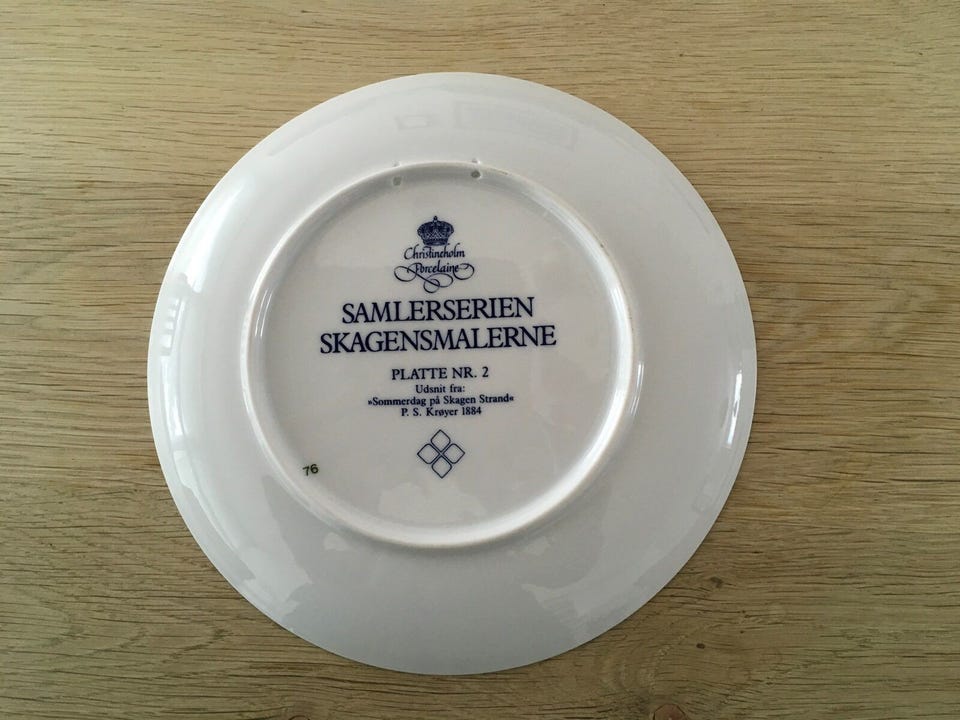 Christineholm
Porcelaine
SAMLERSERIEN
SKAGENSMALERNE
PLATTE NR. 2
Udsnit fra:
»Sommerdag på Skagen Strand«
P. S. Krøyer 1884
76